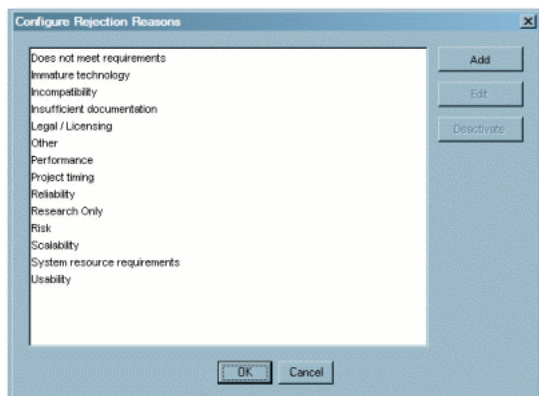 Configure Rejection Reasons
Does not meet requirements
Immature technology
Incompatibility
Insufficient documentation
Legal / Licensing
Other
Performance
Project timing
Reliability
Research Only
Risk
Scalability
System resource requirements
Usability
Add
Edit
Deactivate
OK
Cancel